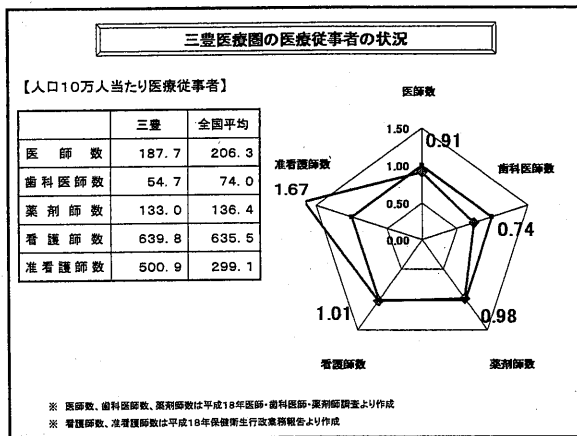 三豊医療圏の医療従事者の状況
【人口10万人当たり医療従事者】
三豊 全国平均
医師数 187.7 206.3
歯科医師数 54.7 74.0
薬剤師数 133.0 136.4
看護師数 639.8 635.5
准看護師数 500.9 299.1
医師数
1.50
0.91
准看護師数
1.00
歯科医師数
1.67
0.50
0.74
0.00
1.01
0.98
看護師数
薬剤師数
※ 医師数、歯科医師数、薬剤師数は平成18年医師・歯科医師・薬剤師調査より作成
※ 看護師数、准看護師数は平成18年保健衛生行政業務報告より作成